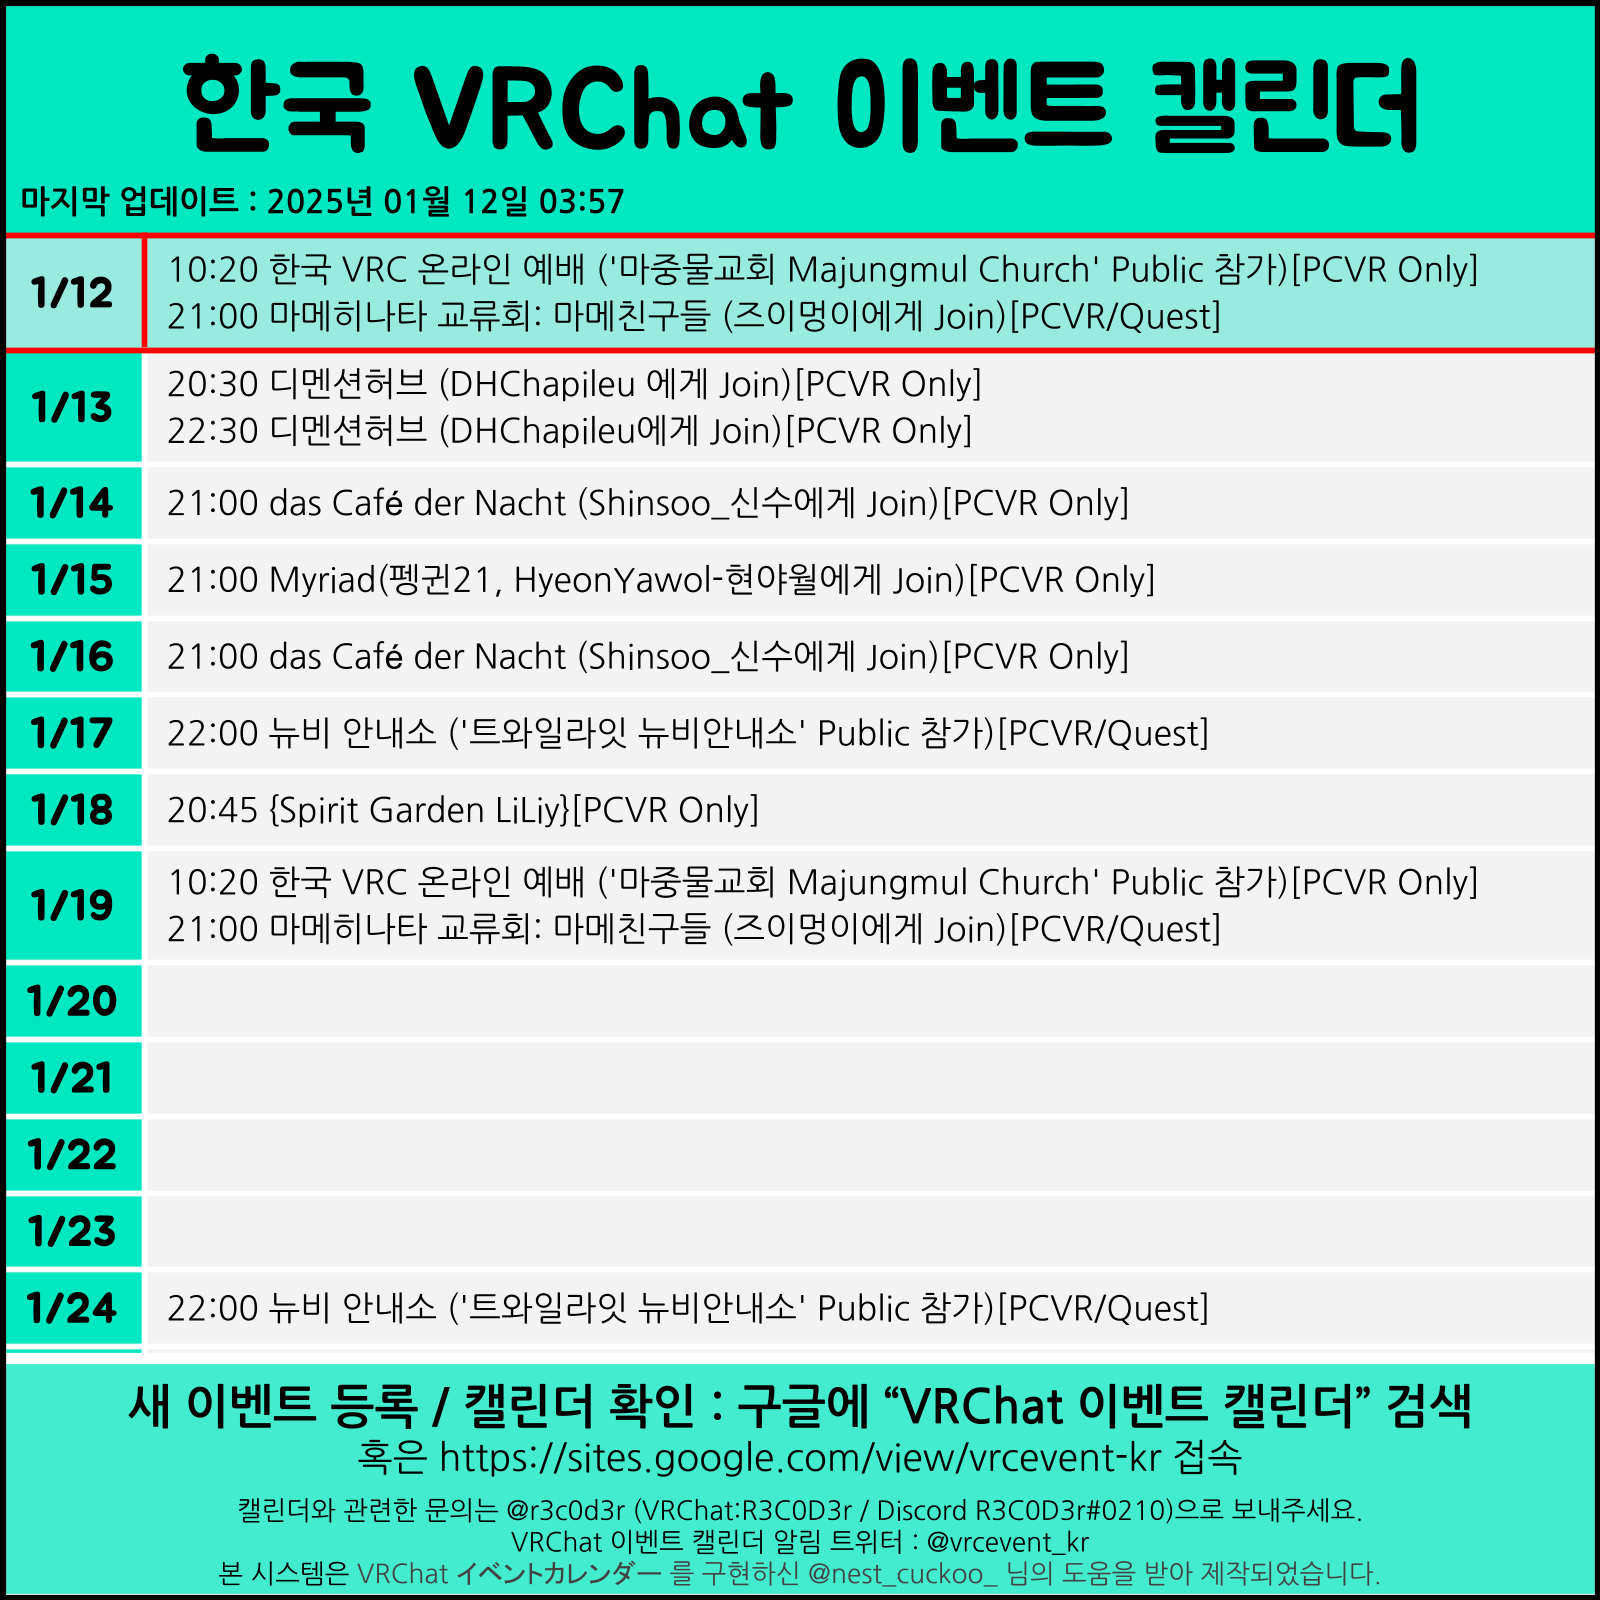 한국 VRChat 이벤트 캘린더
마지막 업데이트 : 2025년 01월 12일 03:57
1/12
10:20 한국 VRC 온라인 예배 ('마중물교회 Majungmul Church' Public 참가)[PCVR Only]
21:00 마메히나타 교류회: 마메친구들 (즈이멍이에게 Join)[PCVR/Quest]
1/13
20:30 디멘션허브 (DHChapileu 에게 Join)[PCVR Only]
22:30 디멘션허브 (DHChapileu에게 Join)[PCVR Only]
1/14
21:00 das Café der Nacht (Shinsoo_신수에게 Join)[PCVR Only]
1/15
21:00 Myriad(펭귄21, HyeonYawol-현야월에게 Join)[PCVR Only]
1/16
21:00 das Café der Nacht (Shinsoo_신수에게 Join)[PCVR Only]
1/17
22:00 뉴비 안내소 ('트와일라잇 뉴비안내소' Public 참가)[PCVR/Quest]
1/18
20:45 {Spirit Garden LiLiy}[PCVR Only]
1/19
10:20 한국 VRC 온라인 예배 ('마중물교회 Majungmul Church' Public 참가)[PCVR Only]
21:00 마메히나타 교류회: 마메친구들 (즈이멍이에게 Join)[PCVR/Quest]
1/20
1/21
1/22
1/23
1/24
22:00 뉴비 안내소 ('트와일라잇 뉴비안내소' Public 참가)[PCVR/Quest]
새 이벤트 등록 / 캘린더 확인 : 구글에 “VRChat 이벤트 캘린더” 검색
혹은 https://sites.google.com/view/vrcevent-kr 접속
캘린더와 관련한 문의는 @r3c0d3r (VRChat:R3C0D3r / Discord R3C0D3r#0210)으로 보내주세요.
VRChat 이벤트 캘린더 알림 트위터 : @vrcevent_kr
본 시스템은 VRChat イベントカレンダー 를 구현하신 @nest_cuckoo_ 님의 도움을 받아 제작되었습니다.